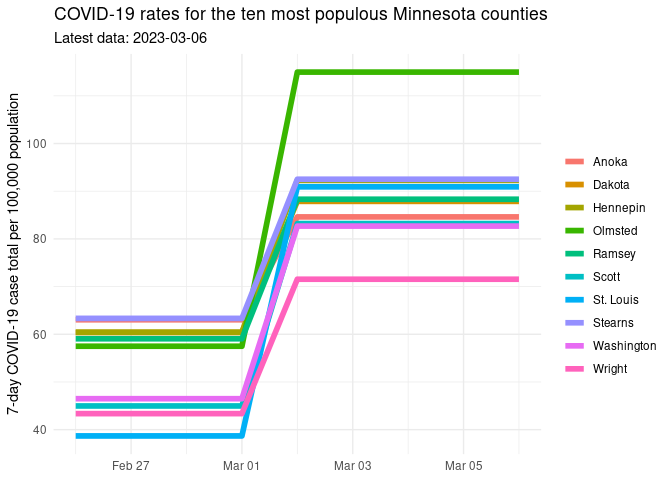 COVID-19 rates for the ten most populous Minnesota counties
Latest data: 2023-03-06
7-day COVID-19 case total per 100,000 population
100
80
60
40
Feb 27
Mar 01
Mar 03
Mar 05
Anoka
Dakota
Hennepin
Olmsted
Ramsey
Scott
St. Louis
Stearns
Washington
Wright